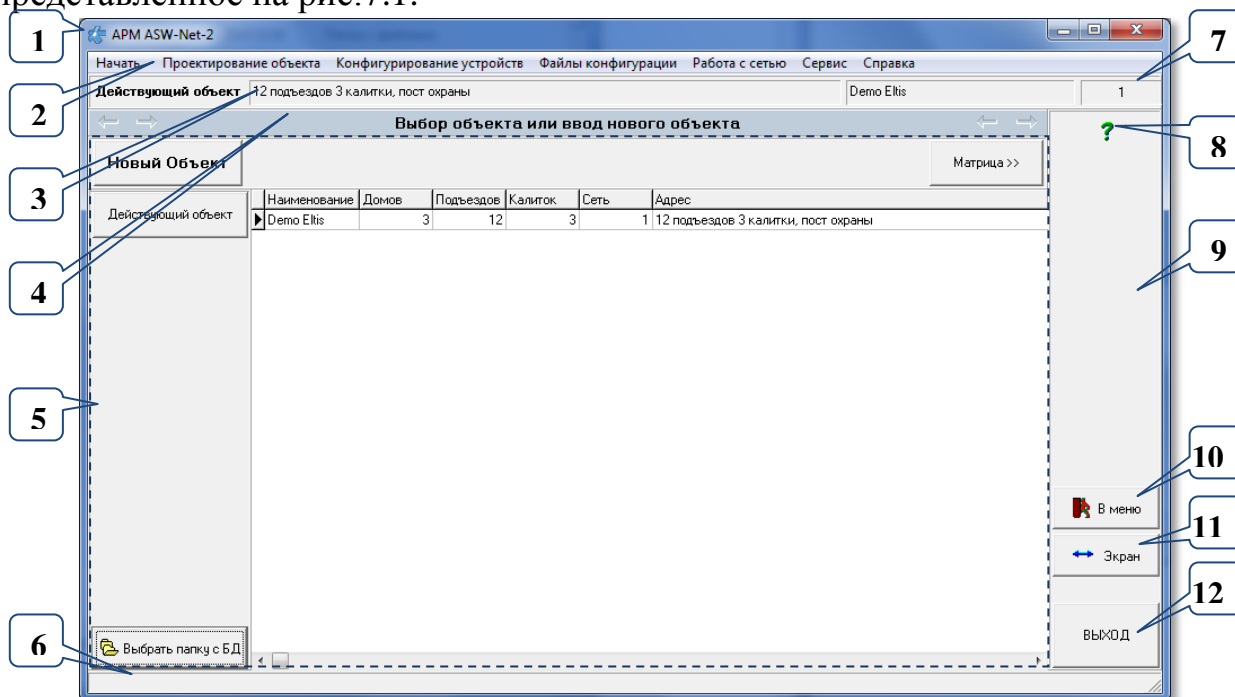 представленное на рис.7.1.
APM ASW-Net-2
Начать Проектирование объекта Конфигурирование устройств Файлы конфигурации Работа с сетью Сервис Справка
Действующий объект 12 подъездов 3 калитки, пост охраны Demo Eltis 1
Выбор объекта или ввод нового объекта
?
Новый Объект Матрица >>
Действующий объект
Наименование Домов Подъездов Калиток Сеть Адрес
Demo Eltis 3 12 3 1 12 подъездов 3 калитки, пост охраны
В меню
Экран
ВЫХОД
Выбрать папку с БД
1
2
3
4
5
6
7
8
9
10
11
12